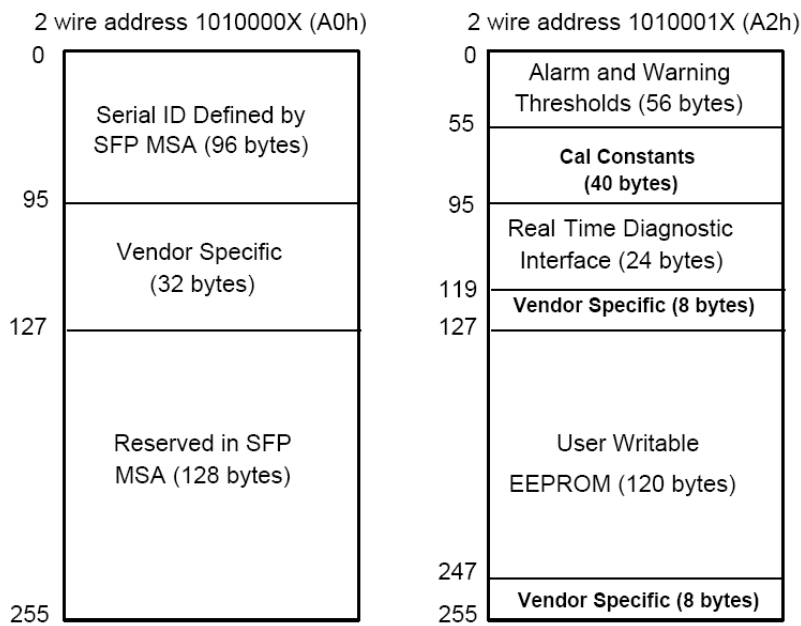 2 wire address 1010000X (A0h)
0
Serial ID Defined by
SFP MSA (96 bytes)
95
Vendor Specific
(32 bytes)
127
Reserved in SFP
MSA (128 bytes)
255
2 wire address 1010001X (A2h)
0
Alarm and Warning
Thresholds (56 bytes)
55
Cal Constants
(40 bytes)
95
Real Time Diagnostic
Interface (24 bytes)
119
Vendor Specific (8 bytes)
127
User Writable
EEPROM (120 bytes)
247
Vendor Specific (8 bytes)
255